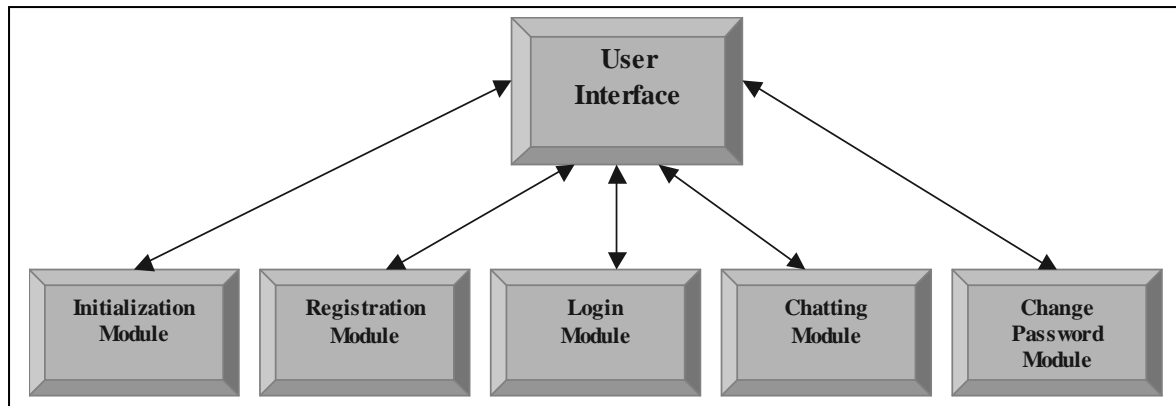 User
Interface
Initialization
Module
Registration
Module
Login
Module
Chatting
Module
Change
Password
Module